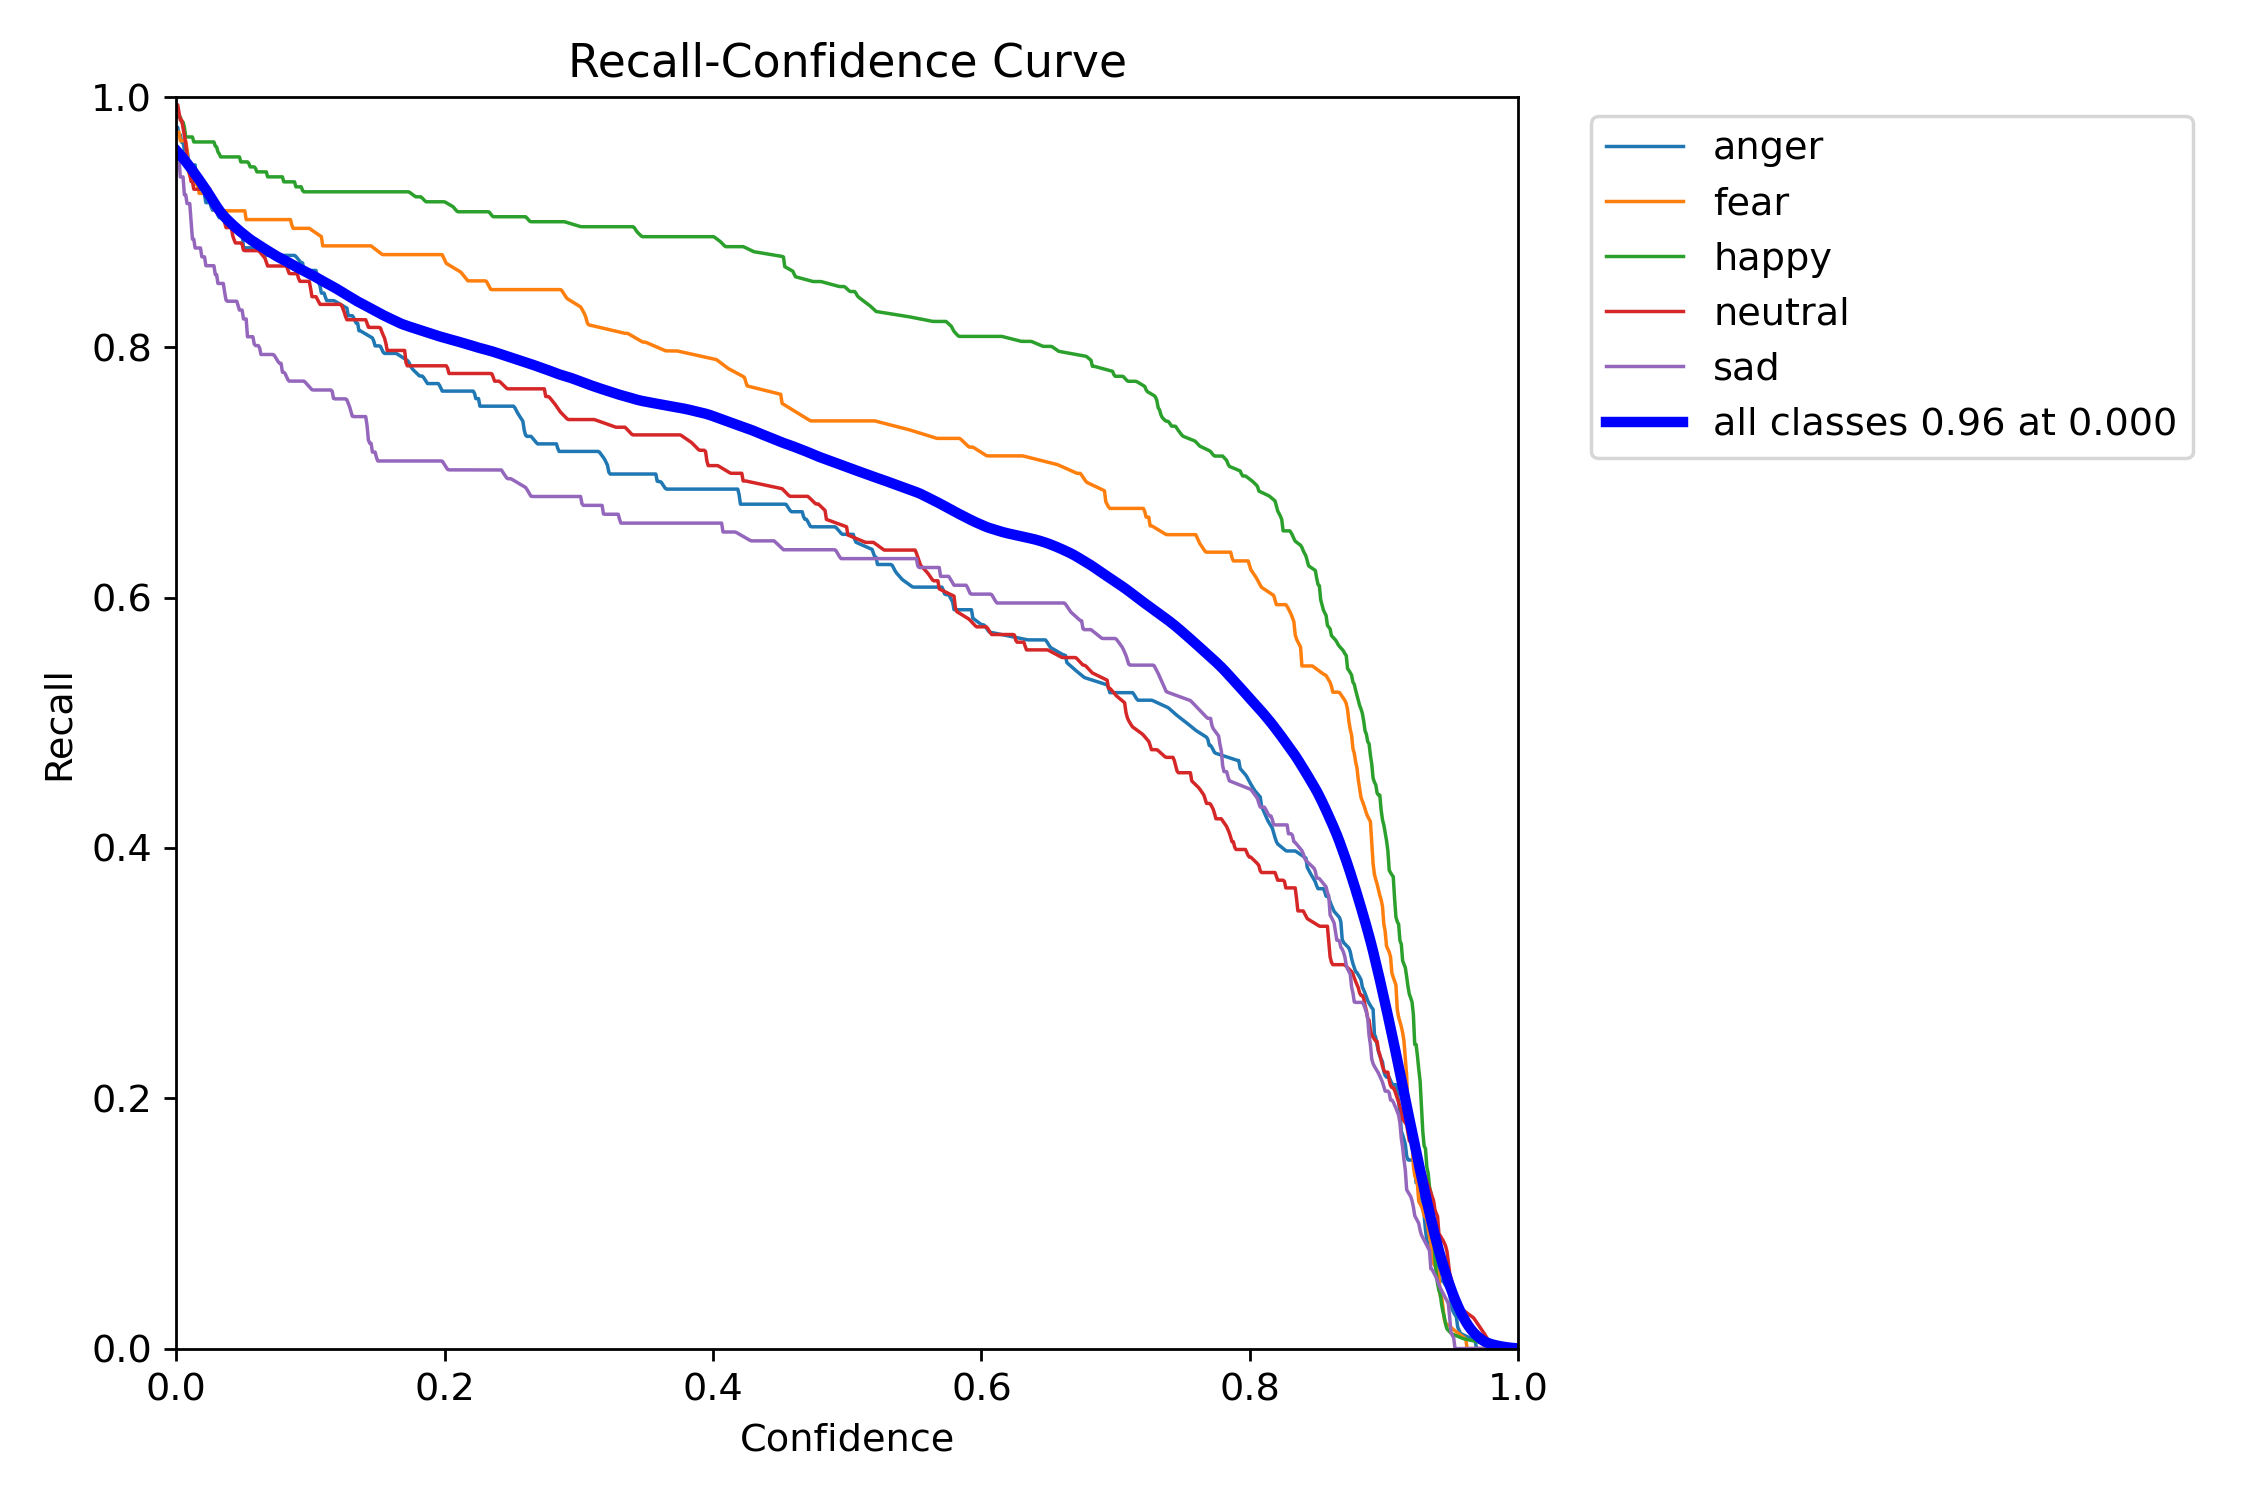 Recall-Confidence Curve
1.0
0.8
0.6
0.4
0.2
0.0
Recall
0.0 0.2 0.4 0.6 0.8 1.0
Confidence
anger
fear
happy
neutral
sad
all classes 0.96 at 0.000